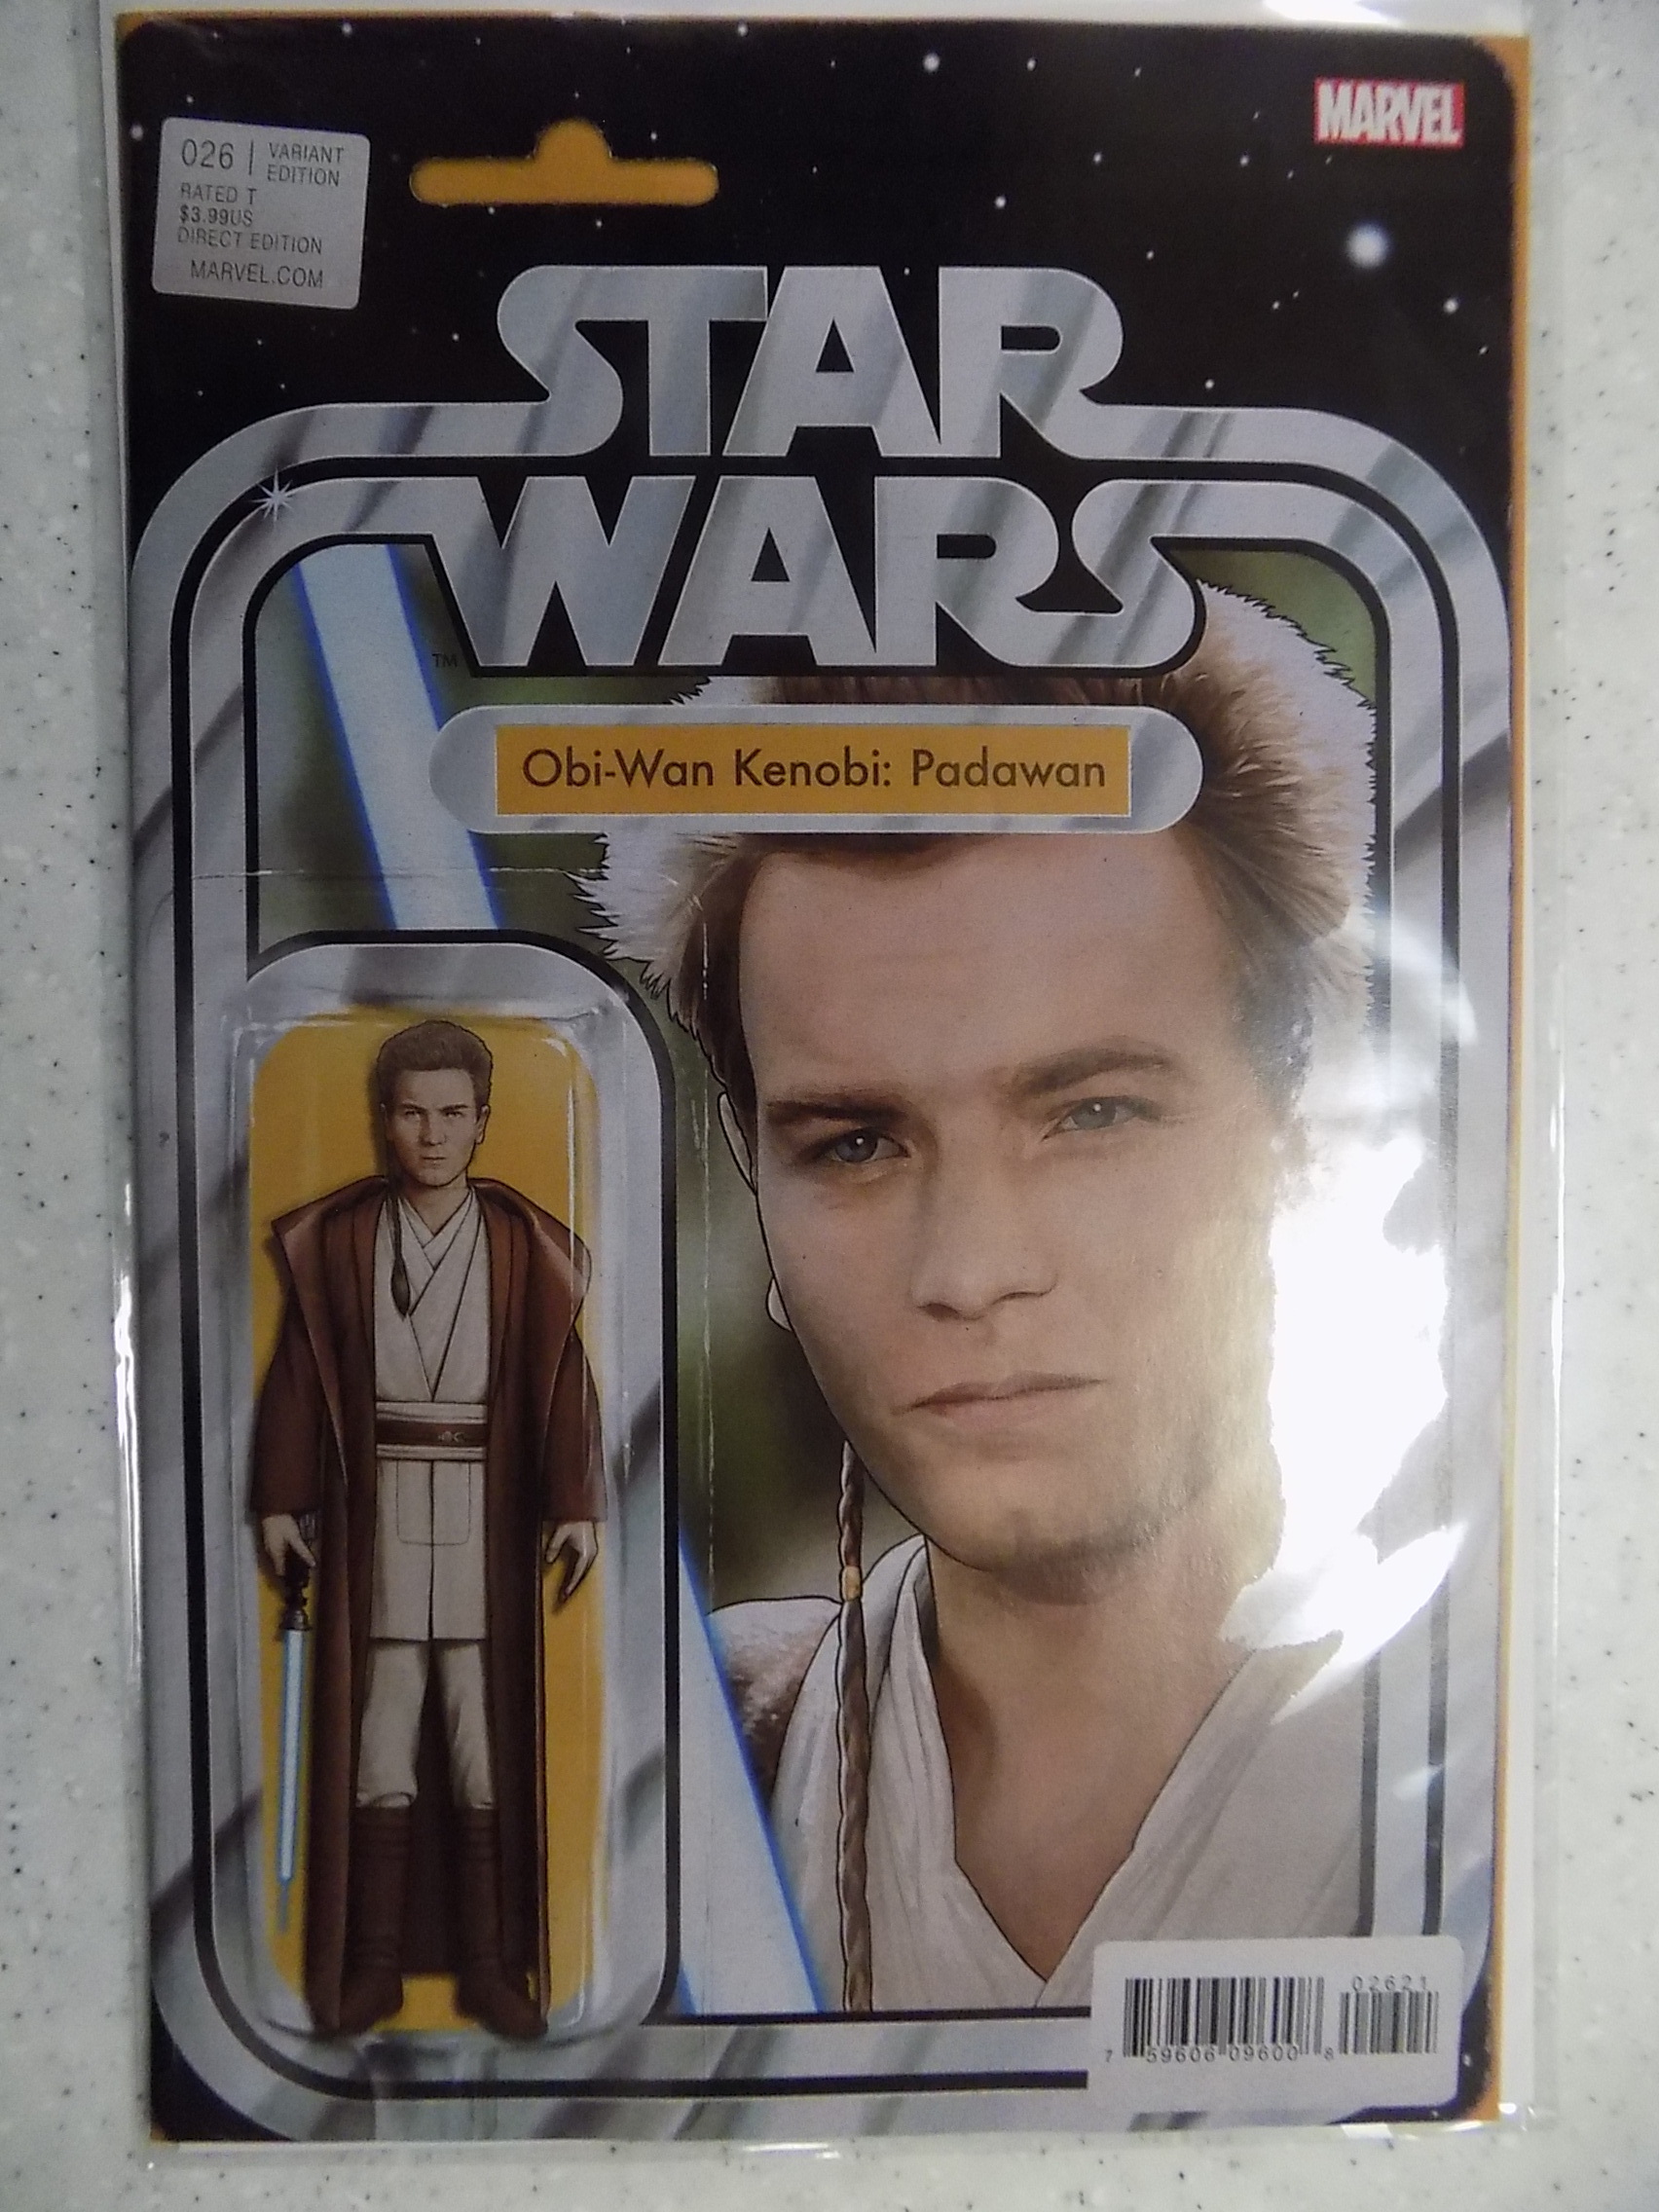 026 | VARIANT
EDITION
RATED T
$3.99US
DIRECT EDITION
MARVEL.COM
MARVEL
STAR
WARS
TM
Obi-Wan Kenobi: Padawan
02621
7 59606 09600 8